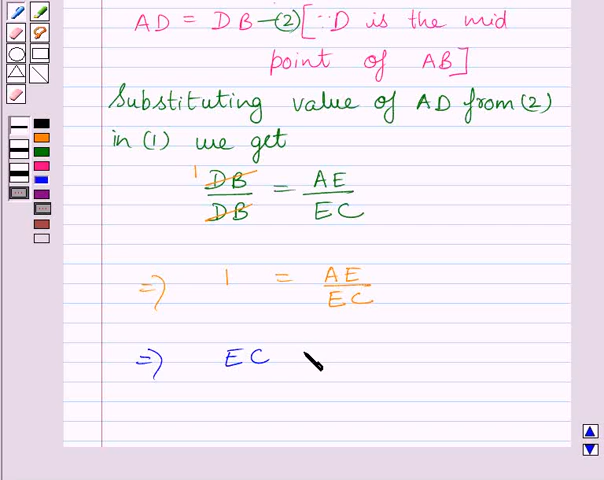 AD = DB —(2) [∵D is the mid
point of AB]
Substituting value of AD from (2)
in (1) we get
1 DB/DB = AE/EC
=> 1 = AE/EC
=> EC